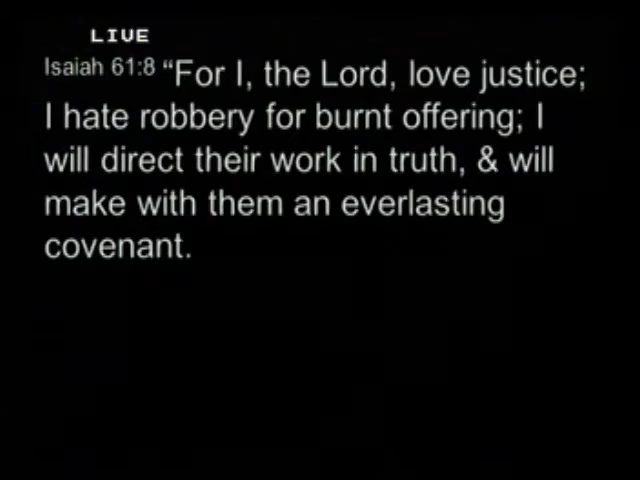 LIVE
Isaiah 61:8 “For I, the Lord, love justice;
I hate robbery for burnt offering; I
will direct their work in truth, & will
make with them an everlasting
covenant.